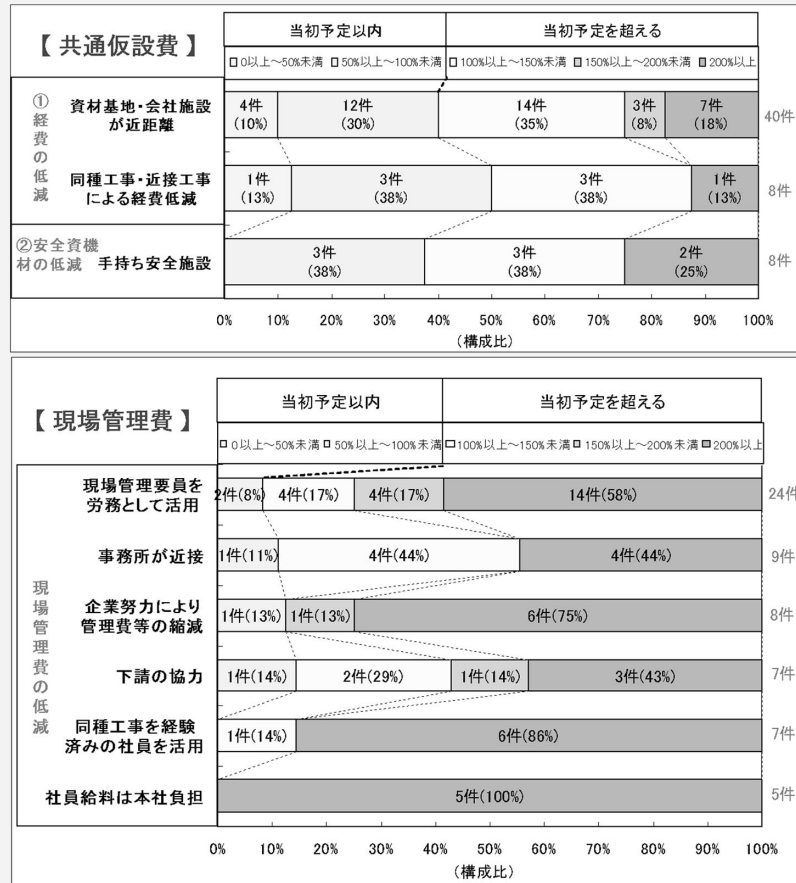 【 共通仮設費 】
当初予定以内 当初予定を超える
□ 0以上～50%未満 □ 50%以上～100%未満 □ 100%以上～150%未満 □ 150%以上～200%未満 ■ 200%以上
①経費の低減
資材基地・会社施設
が近距離
4件
(10%)
12件
(30%)
14件
(35%)
3件
(8%)
7件
(18%)
40件
同種工事・近接工事
による経費低減
1件
(13%)
3件
(38%)
3件
(38%)
1件
(13%)
8件
②安全資機
材の低減
手持ち安全施設
3件
(38%)
3件
(38%)
2件
(25%)
8件
0% 10% 20% 30% 40% 50% 60% 70% 80% 90% 100%
(構成比)
【 現場管理費 】
当初予定以内 当初予定を超える
□ 0以上～50%未満 □ 50%以上～100%未満 □ 100%以上～150%未満 □ 150%以上～200%未満 ■ 200%以上
現場管理費の低減
現場管理要員を
労務として活用
2件(8%) 4件(17%) 4件(17%) 14件(58%) 24件
事務所が近接
1件(11%) 4件(44%) 4件(44%) 9件
企業努力により
管理費等の縮減
1件(13%) 1件(13%) 6件(75%) 8件
下請の協力
1件(14%) 2件(29%) 1件(14%) 3件(43%) 7件
同種工事を経験
済みの社員を活用
1件(14%) 6件(86%) 7件
社員給料は本社負担
5件(100%) 5件
0% 10% 20% 30% 40% 50% 60% 70% 80% 90% 100%
(構成比)